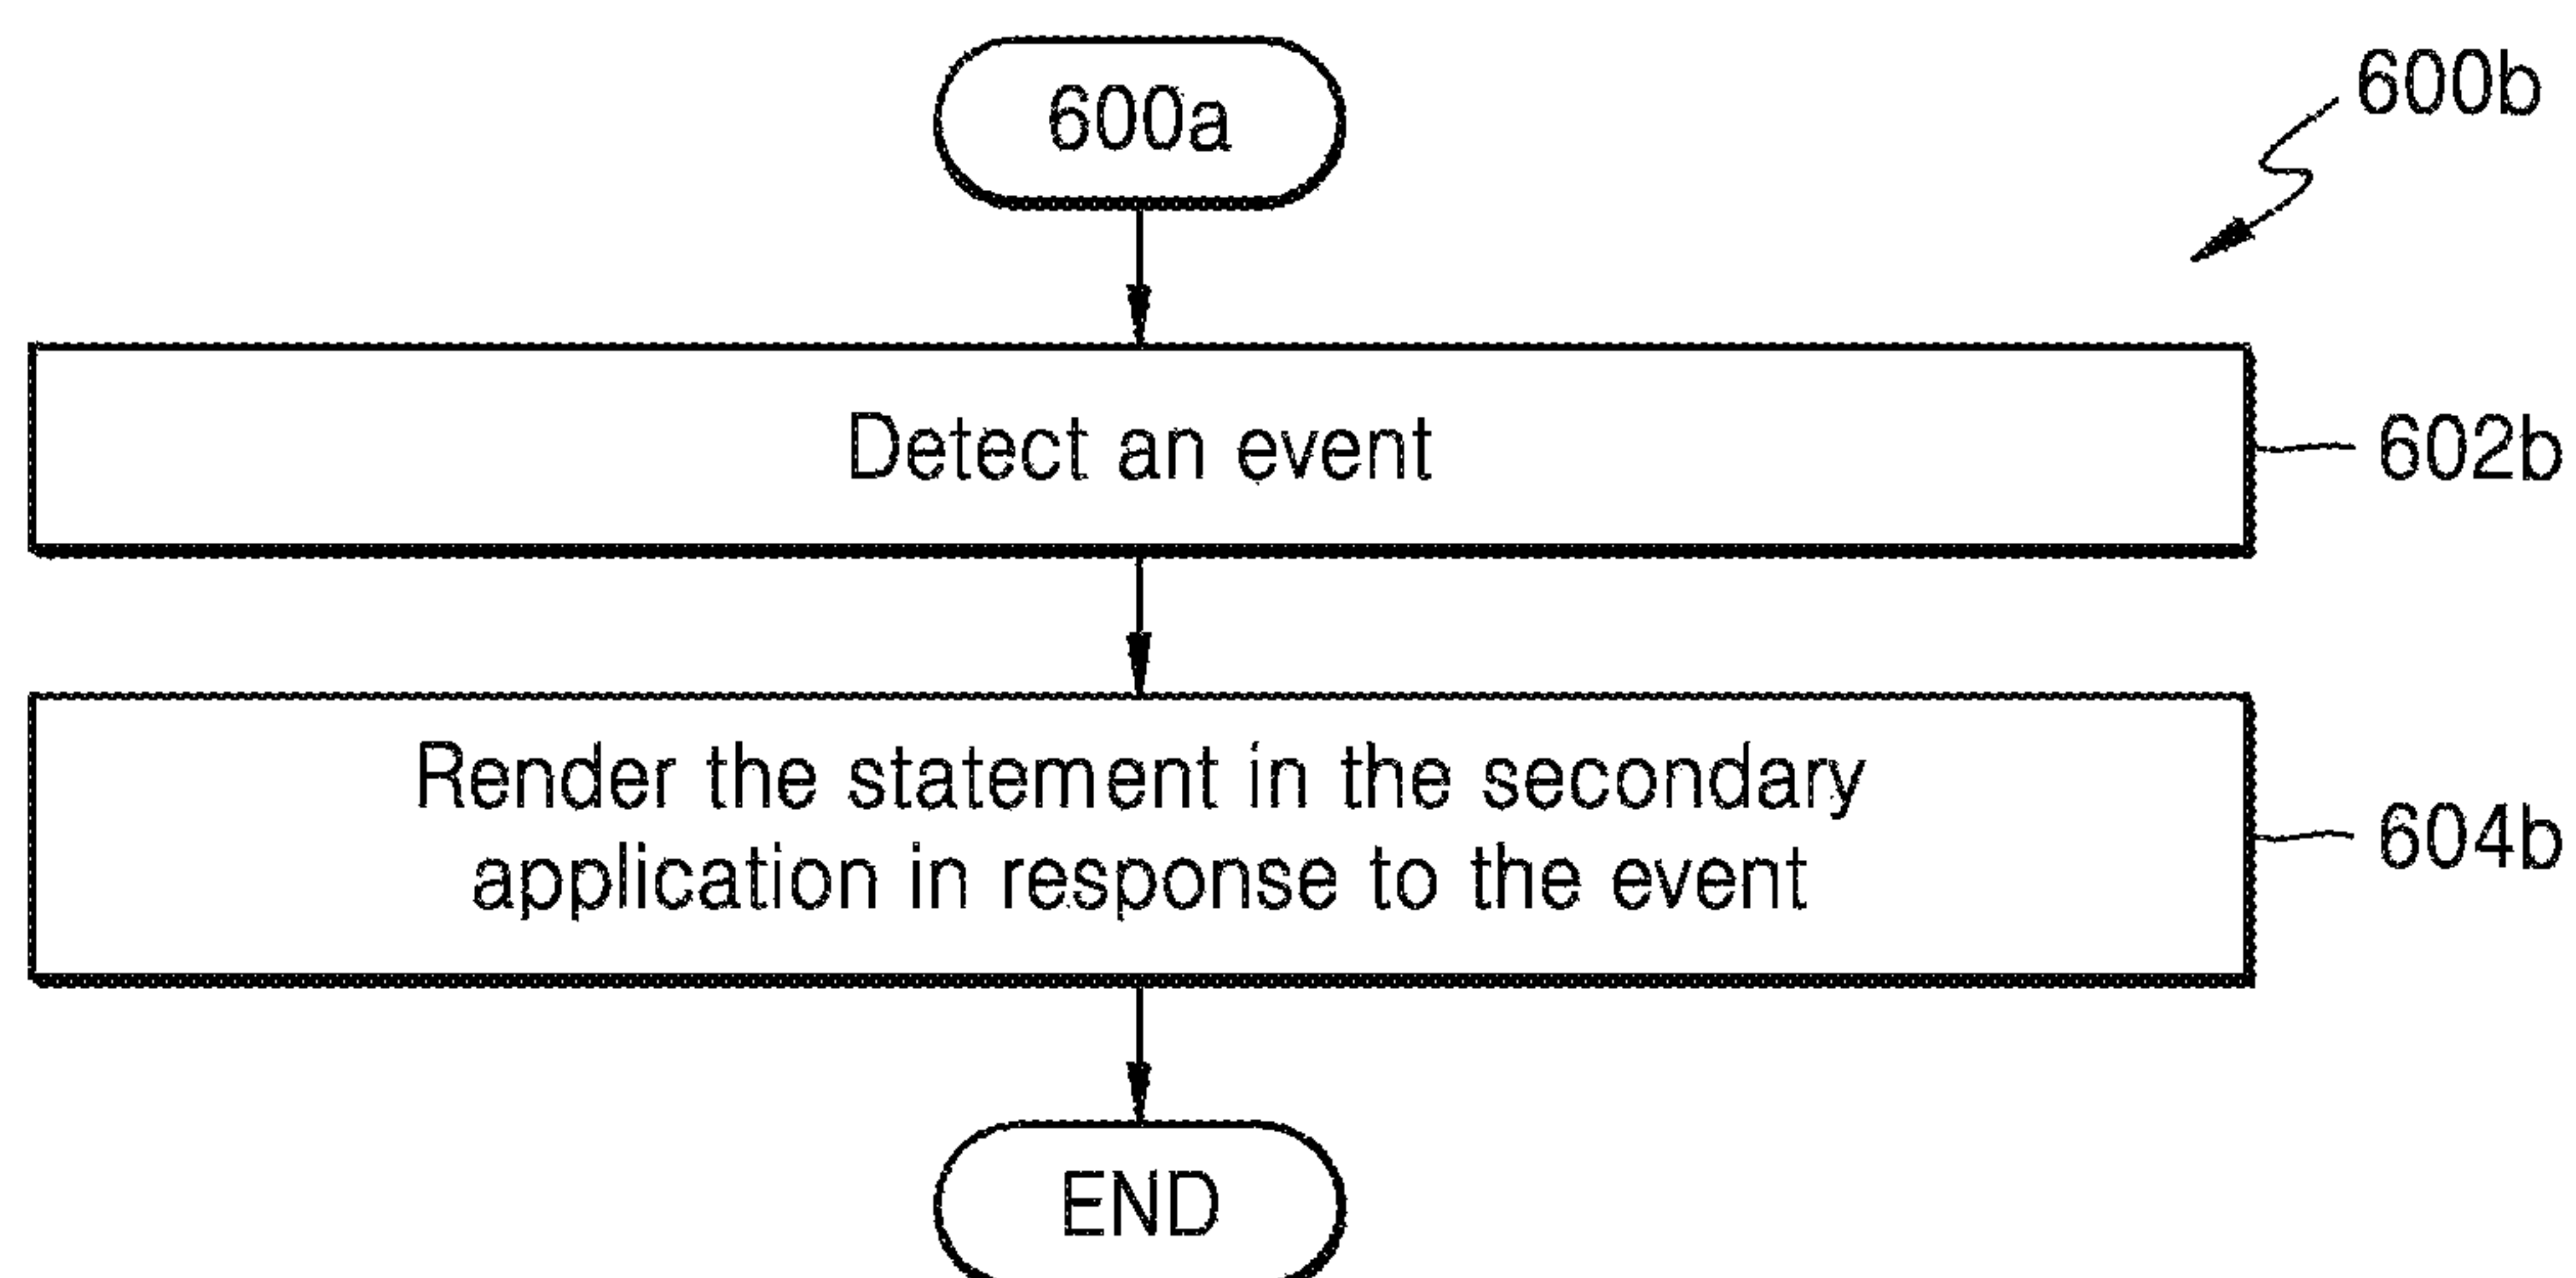 600a
600b
Detect an event
602b
Render the statement in the secondary
application in response to the event
604b
END